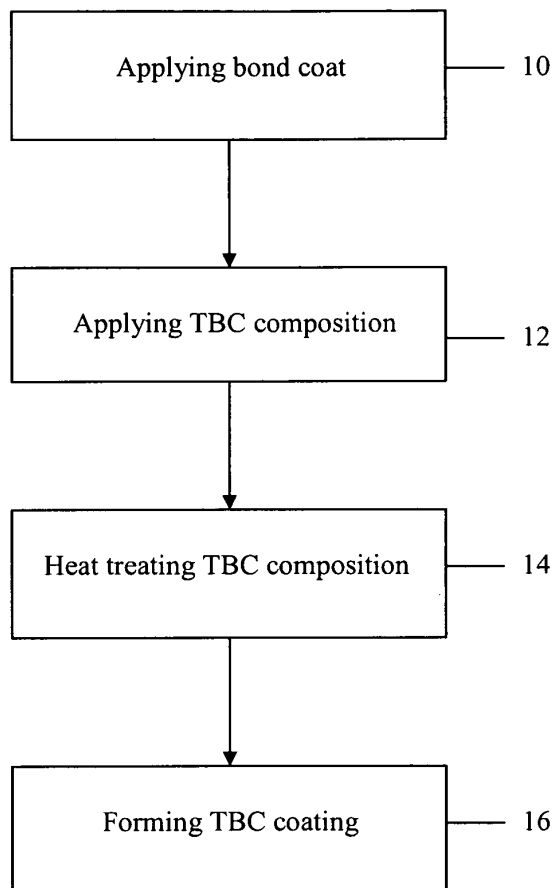 Applying bond coat 10
Applying TBC composition 12
Heat treating TBC composition 14
Forming TBC coating 16